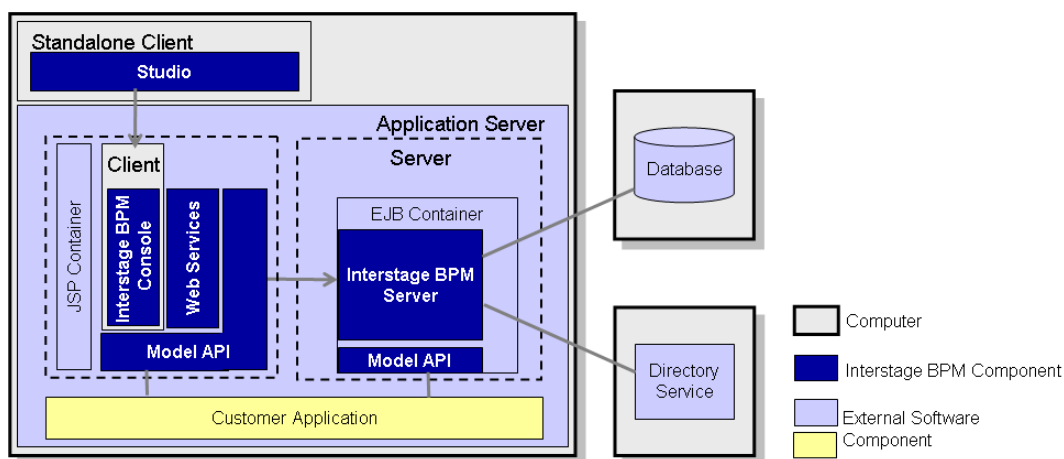 Standalone Client
Studio
Application Server
Client
Server
JSP Container
Interstage BPM
Console
Web Services
EJB Container
Interstage BPM
Server
Model API
Model API
Customer Application
Database
Directory
Service
Computer
Interstage BPM Component
External Software
Component